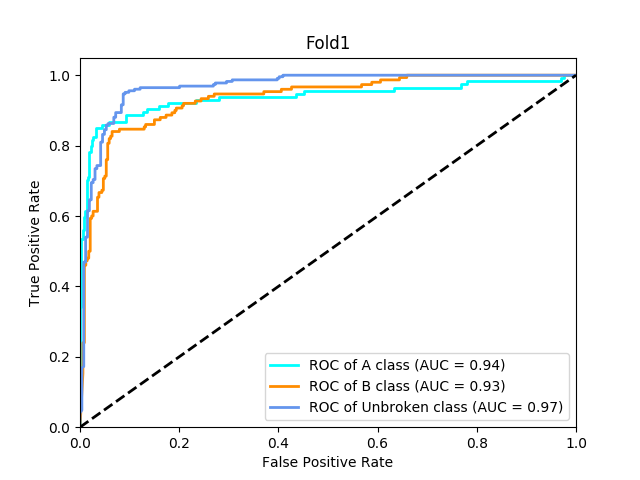 Fold1
1.0
0.8
0.6
0.4
0.2
0.0
True Positive Rate
ROC of A class (AUC = 0.94)
ROC of B class (AUC = 0.93)
ROC of Unbroken class (AUC = 0.97)
0.0 0.2 0.4 0.6 0.8 1.0
False Positive Rate